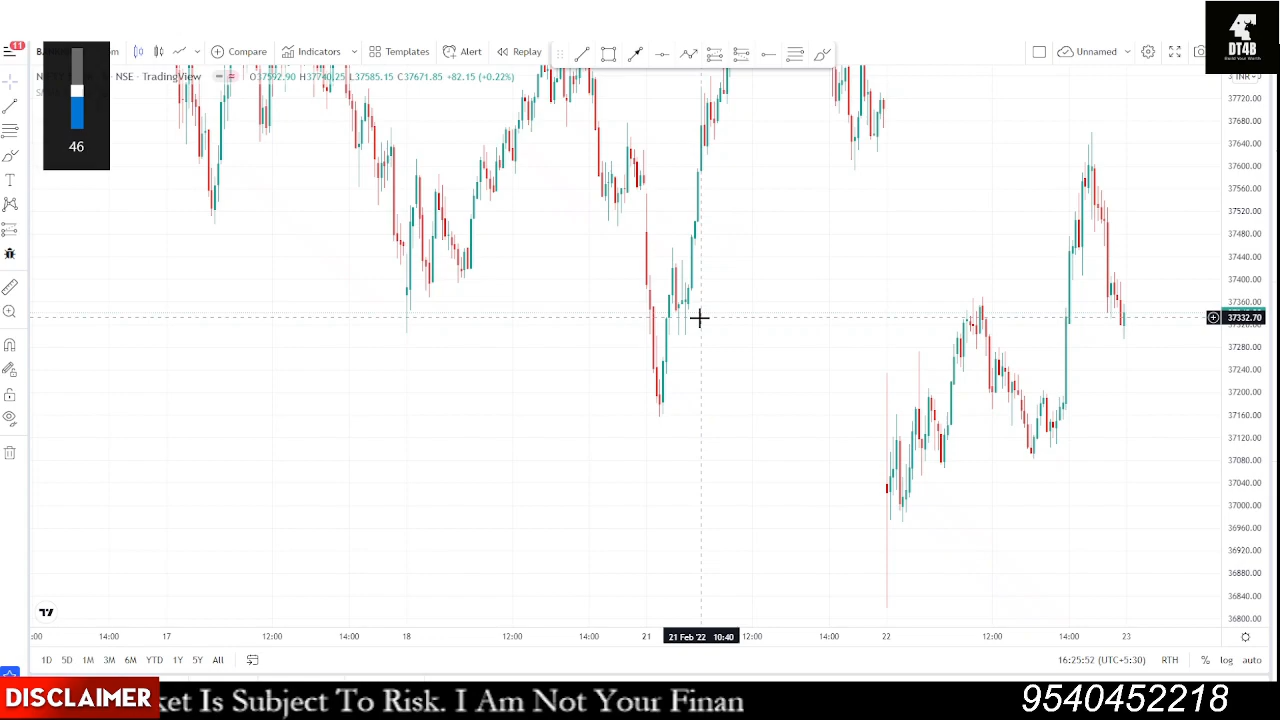 11
Compare
Indicators
Templates
Alert
Replay
Unnamed
DT4B
Build Your Worth
NSE - TradingView
O37592.90 H37740.25 L37585.15 C37671.85 +82.15 (+0.22%)
INR
46
37720.00
37680.00
37640.00
37600.00
37560.00
37520.00
37480.00
37440.00
37400.00
37360.00
37332.70
37280.00
37240.00
37200.00
37160.00
37120.00
37080.00
37040.00
37000.00
36960.00
36920.00
36880.00
36840.00
36800.00
:00 14:00 17 12:00 14:00 18 12:00 14:00 21 21 Feb '22 10:40 12:00 14:00 22 12:00 14:00 23
1D 5D 1M 3M 6M YTD 1Y 5Y All 16:25:52 (UTC+5:30) RTH % log auto
DISCLAIMER ket Is Subject To Risk. I Am Not Your Finan 9540452218